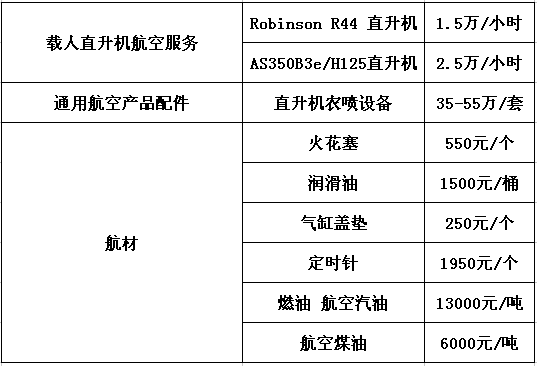 载人直升机航空服务
Robinson R44 直升机
1.5万/小时
AS350B3e/H125直升机
2.5万/小时
通用航空产品配件
直升机农喷设备
35-55万/套
航材
火花塞
550元/个
润滑油
1500元/桶
气缸盖垫
250元/个
定时针
1950元/个
燃油 航空汽油
13000元/吨
航空煤油
6000元/吨